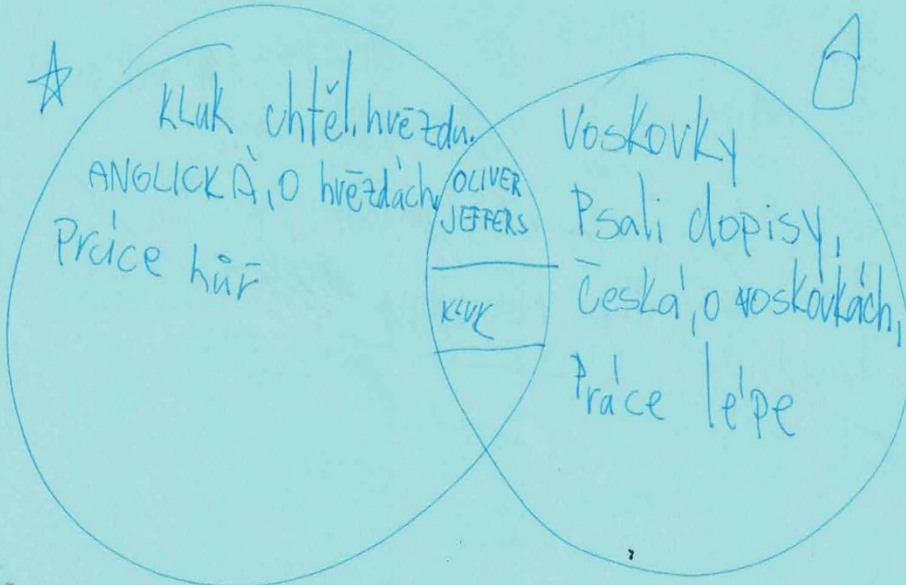 Kluk chtěl, hvězdu.
ANGLICKÁ, O hvězdách,
Práce hůř
OLIVER
JEFFERS
KLUK
Voskovky
Psali dopisy,
Česká, o voskovkách,
Práce lépe